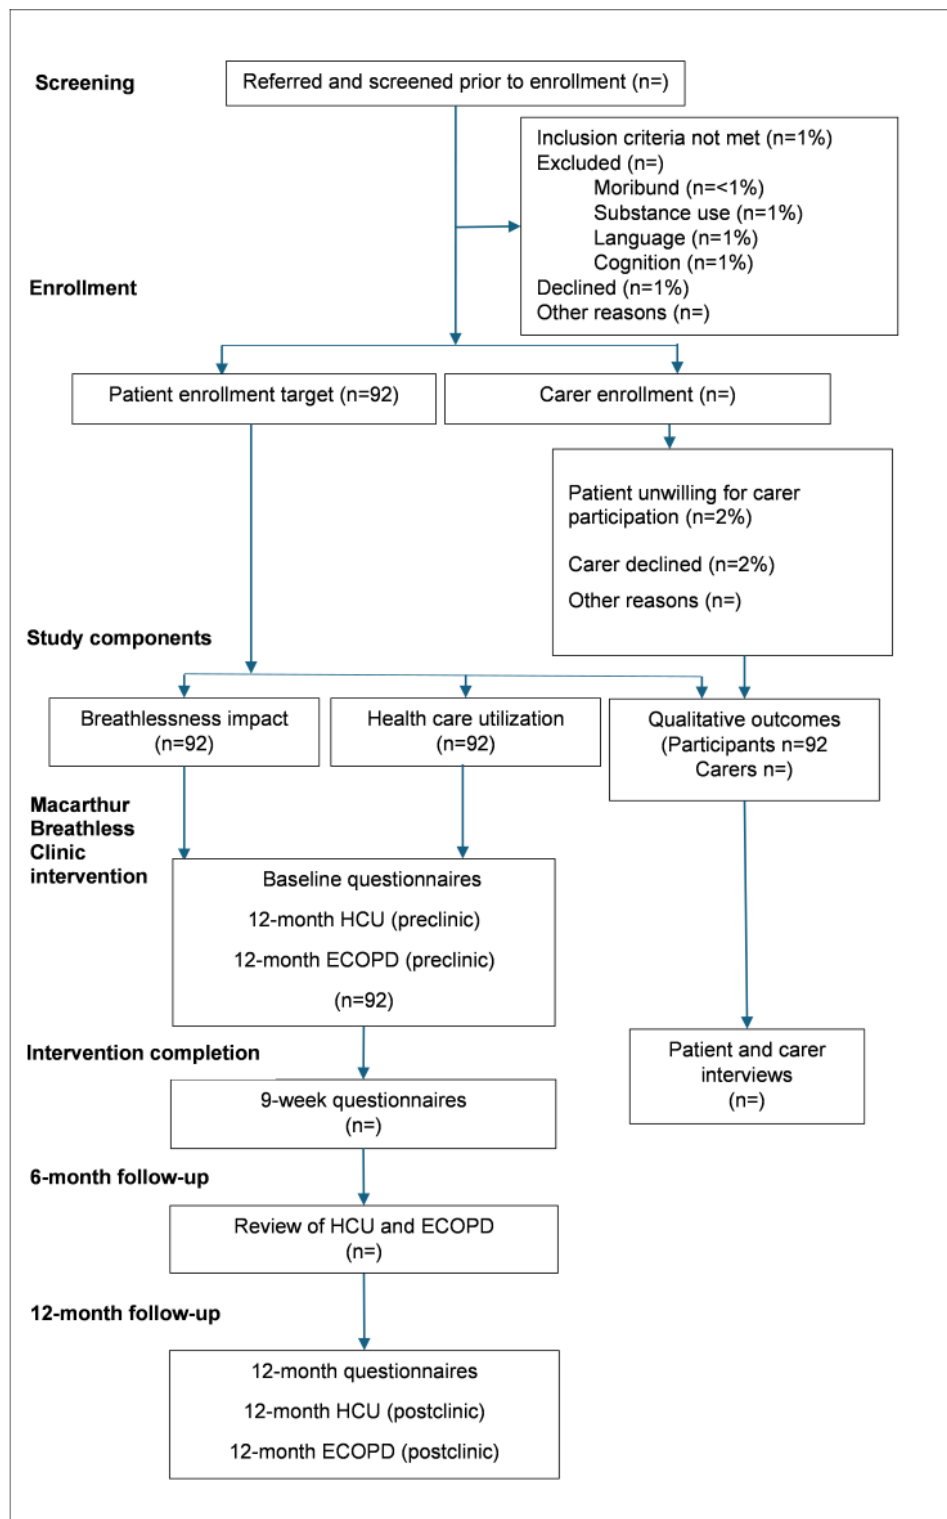 Screening
Referred and screened prior to enrollment (n=)
Inclusion criteria not met (n=1%)
Excluded (n=)
Moribund (n=<1%)
Substance use (n=1%)
Language (n=1%)
Cognition (n=1%)
Declined (n=1%)
Other reasons (n=)
Enrollment
Patient enrollment target (n=92)
Carer enrollment (n=)
Patient unwilling for carer
participation (n=2%)
Carer declined (n=2%)
Other reasons (n=)
Study components
Breathlessness impact
(n=92)
Health care utilization
(n=92)
Qualitative outcomes
(Participants n=92
Carers n=)
Macarthur
Breathless
Clinic
intervention
Baseline questionnaires
12-month HCU (preclinic)
12-month ECOPD (preclinic)
(n=92)
Patient and carer
interviews
(n=)
Intervention completion
9-week questionnaires
(n=)
6-month follow-up
Review of HCU and ECOPD
(n=)
12-month follow-up
12-month questionnaires
12-month HCU (postclinic)
12-month ECOPD (postclinic)